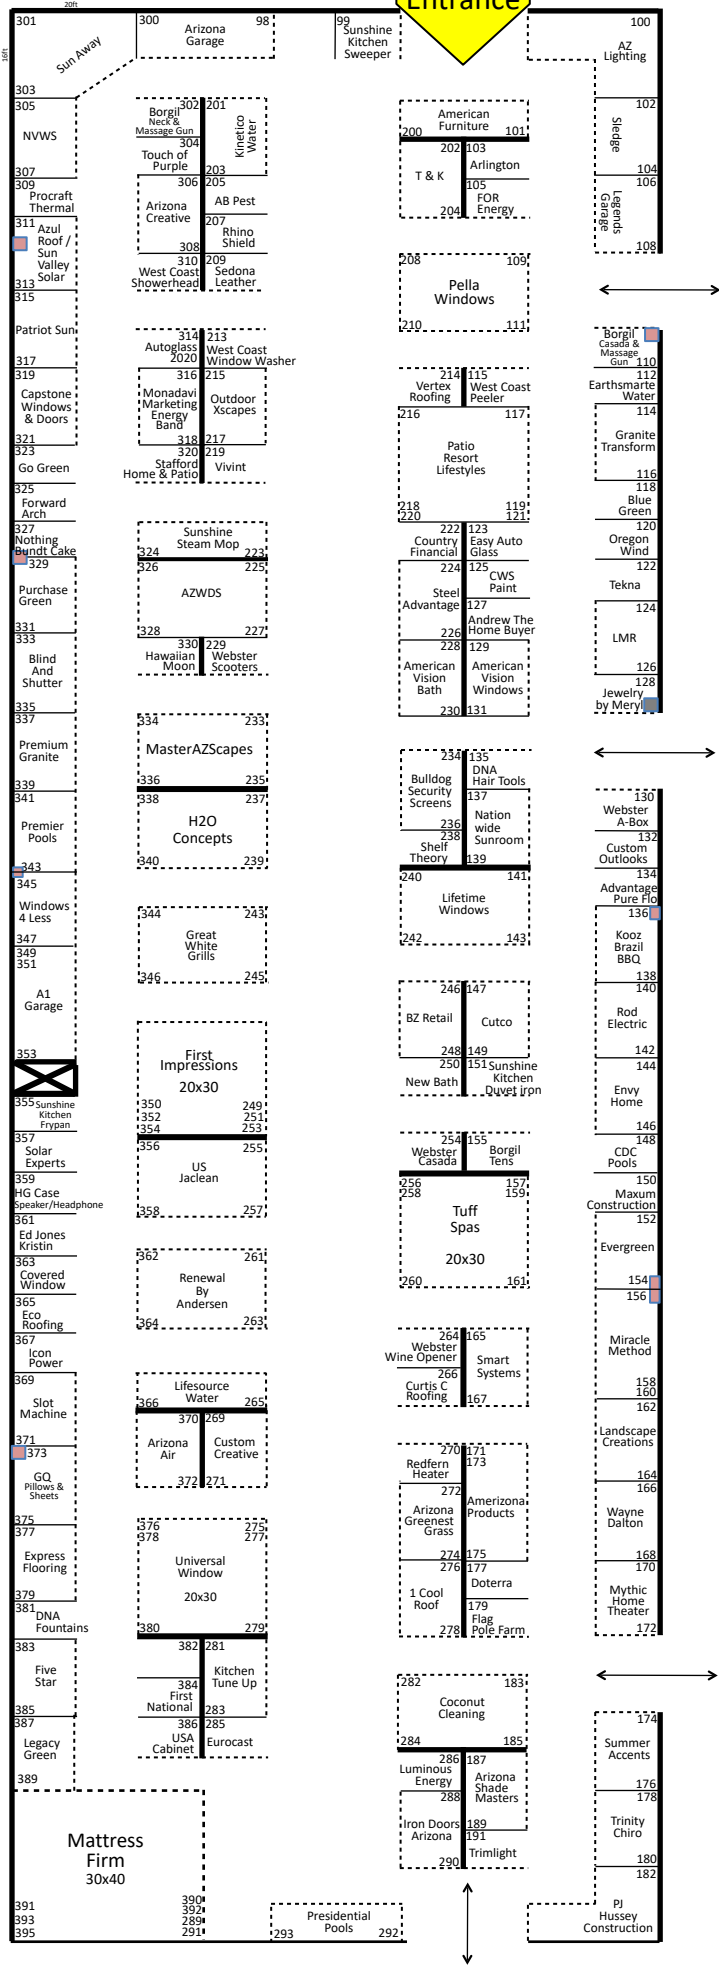 Entrance
20ft
16ft
301
Sun Away
303
305
NVWS
307
309
Procraft
Thermal
311
Azul
Roof /
Sun
Valley
Solar
313
315
Patriot Sun
317
319
Capstone
Windows
& Doors
321
323
Go Green
325
Forward
Arch
327
Nothing
Bundt Cake
329
Purchase
Green
331
333
Blind
And
Shutter
335
337
Premium
Granite
339
341
Premier
Pools
343
345
Windows
4 Less
347
349
351
A1
Garage
353
355
Sunshine
Kitchen
Frypan
357
Solar
Experts
359
HG Case
Speaker/Headphone
361
Ed Jones
Kristin
363
Covered
Window
365
Eco
Roofing
367
Icon
Power
369
Slot
Machine
371
373
GQ
Pillows &
Sheets
375
377
Express
Flooring
379
381
DNA
Fountains
383
Five
Star
385
387
Legacy
Green
389
Mattress
Firm
30x40
391
393
395
390
392
289
291
300 98
Arizona
Garage
99
Sunshine
Kitchen
Sweeper
302 201
Borgil
Neck &
Massage Gun
Kinetico
Water
304
Touch of
Purple
203
306 205
Arizona
Creative
AB Pest
207
Rhino
Shield
308
310 209
West Coast
Showerhead
Sedona
Leather
314 213
Autoglass
2020
West Coast
Window Washer
316 215
Monadavi
Marketing
Energy
Band
Outdoor
Xscapes
318 217
320 219
Stafford
Home & Patio
Vivint
Sunshine
Steam Mop
324 223
326 225
AZWDS
328 227
330 229
Hawaiian
Moon
Webster
Scooters
334 233
MasterAZScapes
336 235
338 237
H2O
Concepts
340 239
344 243
Great
White
Grills
346 245
First
Impressions
20x30
350 249
352 251
354 253
356 255
US
Jaclean
358 257
362 261
Renewal
By
Andersen
364 263
Lifesource
Water
366 265
370 269
Arizona
Air
Custom
Creative
372 271
376 275
378 277
Universal
Window
20x30
380 279
382 281
Kitchen
Tune Up
384
First
National
283
386 285
USA
Cabinet
Eurocast
Presidential
Pools
293 292
American
Furniture
200 101
202 103
T & K
Arlington
105
FOR
Energy
204
208 109
Pella
Windows
210 111
214 115
Vertex
Roofing
West Coast
Peeler
216 117
Patio
Resort
Lifestyles
218 119
220 121
222 123
Country
Financial
Easy Auto
Glass
224 125
Steel
Advantage
CWS
Paint
127
Andrew The
Home Buyer
226
228 129
American
Vision
Bath
American
Vision
Windows
230 131
234 135
Bulldog
Security
Screens
DNA
Hair Tools
137
Nation
wide
Sunroom
236
238
Shelf
Theory
139
240 141
Lifetime
Windows
242 143
246 147
BZ Retail
Cutco
248 149
250 151
New Bath
Sunshine
Kitchen
Duvet iron
254 155
Webster
Casada
Borgil
Tens
256 157
258 159
Tuff
Spas
20x30
260 161
264 165
Webster
Wine Opener
Smart
Systems
266
Curtis C
Roofing
167
270 171
173
Redfern
Heater
272
Arizona
Greenest
Grass
Amerizona
Products
274 175
276 177
1 Cool
Roof
Doterra
179
Flag
Pole Farm
278
282 183
Coconut
Cleaning
284 185
286 187
Luminous
Energy
Arizona
Shade
Masters
288
Iron Doors
Arizona
189
191
Trimlight
290
100
AZ
Lighting
102
Sledge
104
106
Legends
Garage
108
Borgil
Casada &
Massage
Gun
110
112
Earthsmarte
Water
114
Granite
Transform
116
118
Blue
Green
120
Oregon
Wind
122
Tekna
124
LMR
126
128
Jewelry
by Meryl
130
Webster
A-Box
132
Custom
Outlooks
134
Advantage
Pure Flo
136
Kooz
Brazil
BBQ
138
140
Rod
Electric
142
144
Envy
Home
146
148
CDC
Pools
150
Maxum
Construction
152
Evergreen
154
156
Miracle
Method
158
160
162
Landscape
Creations
164
166
Wayne
Dalton
168
170
Mythic
Home
Theater
172
174
Summer
Accents
176
178
Trinity
Chiro
180
182
PJ
Hussey
Construction